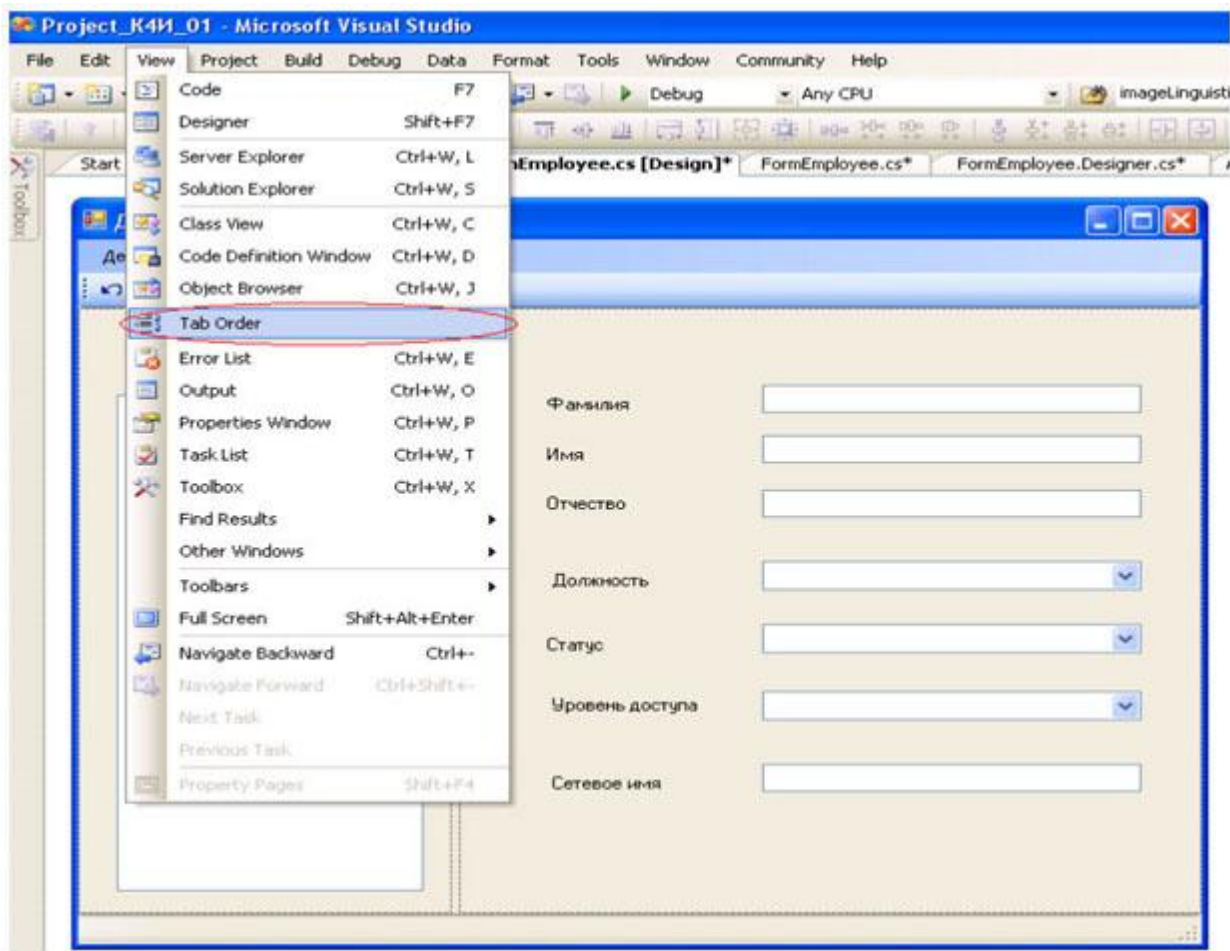 Project_К4И_01 - Microsoft Visual Studio
File Edit View Project Build Debug Data Format Tools Window Community Help
Code F7
Debug Any CPU imageLinguisti
Designer Shift+F7
Server Explorer Ctrl+W, L
Start mEmployee.cs [Design]* FormEmployee.cs* FormEmployee.Designer.cs*
Toolbox
Solution Explorer Ctrl+W, S
Class View Ctrl+W, C
Де
Code Definition Window Ctrl+W, D
Object Browser Ctrl+W, J
Tab Order
Error List Ctrl+W, E
Output Ctrl+W, O
Properties Window Ctrl+W, P
Task List Ctrl+W, T
Toolbox Ctrl+W, X
Find Results
Other Windows
Toolbars
Full Screen Shift+Alt+Enter
Navigate Backward Ctrl+-
Navigate Forward Ctrl+Shift+-
Next Task
Previous Task
Property Pages Shift+F4
Фамилия
Имя
Отчество
Должность
Статус
Уровень доступа
Сетевое имя